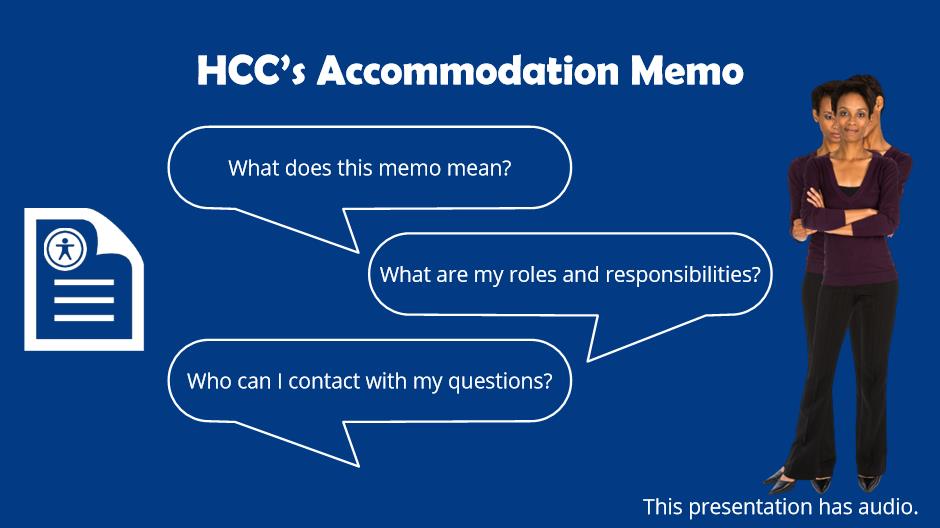 HCC's Accommodation Memo
What does this memo mean?
What are my roles and responsibilities?
Who can I contact with my questions?
This presentation has audio.